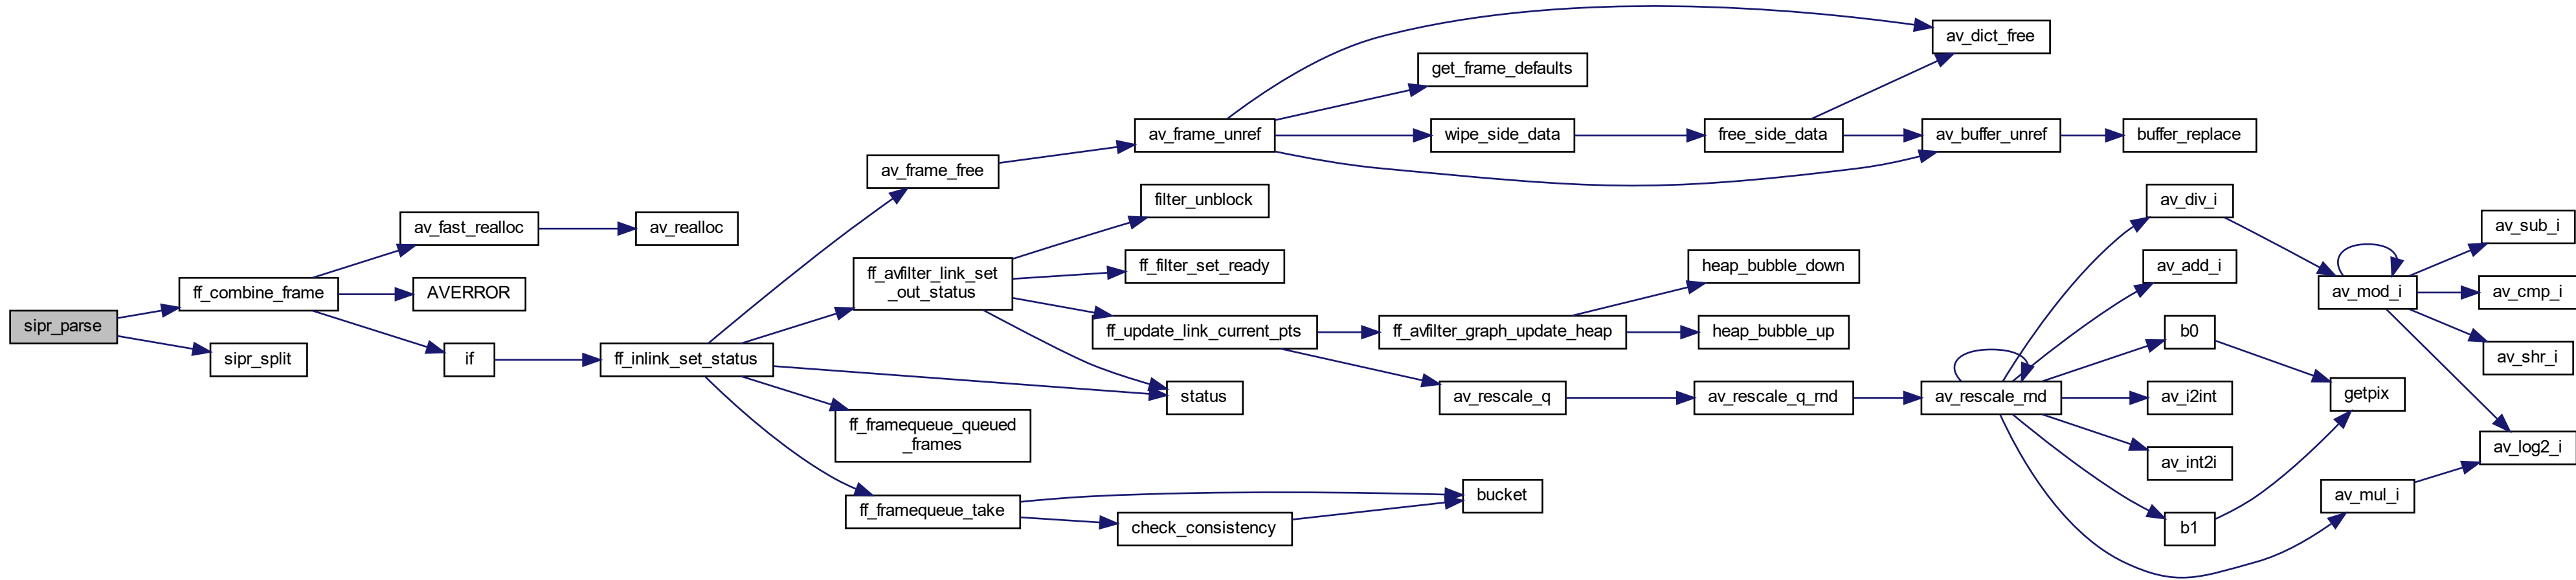 sipr_parse
ff_combine_frame
sipr_split
av_fast_realloc
AVERROR
if
av_realloc
ff_inlink_set_status
av_frame_free
ff_avfilter_link_set
_out_status
ff_framequeue_queued
_frames
ff_framequeue_take
av_frame_unref
filter_unblock
ff_filter_set_ready
ff_update_link_current_pts
status
check_consistency
get_frame_defaults
wipe_side_data
ff_avfilter_graph_update_heap
av_rescale_q
bucket
free_side_data
heap_bubble_down
heap_bubble_up
av_rescale_q_rnd
av_dict_free
av_buffer_unref
av_rescale_rnd
buffer_replace
av_div_i
av_add_i
b0
av_i2int
av_int2i
b1
av_mod_i
getpix
av_mul_i
av_sub_i
av_cmp_i
av_shr_i
av_log2_i